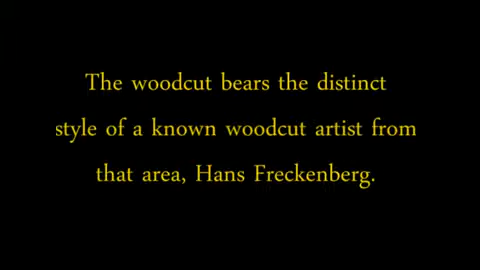 The woodcut bears the distinct
style of a known woodcut artist from
that area, Hans Freckenberg.